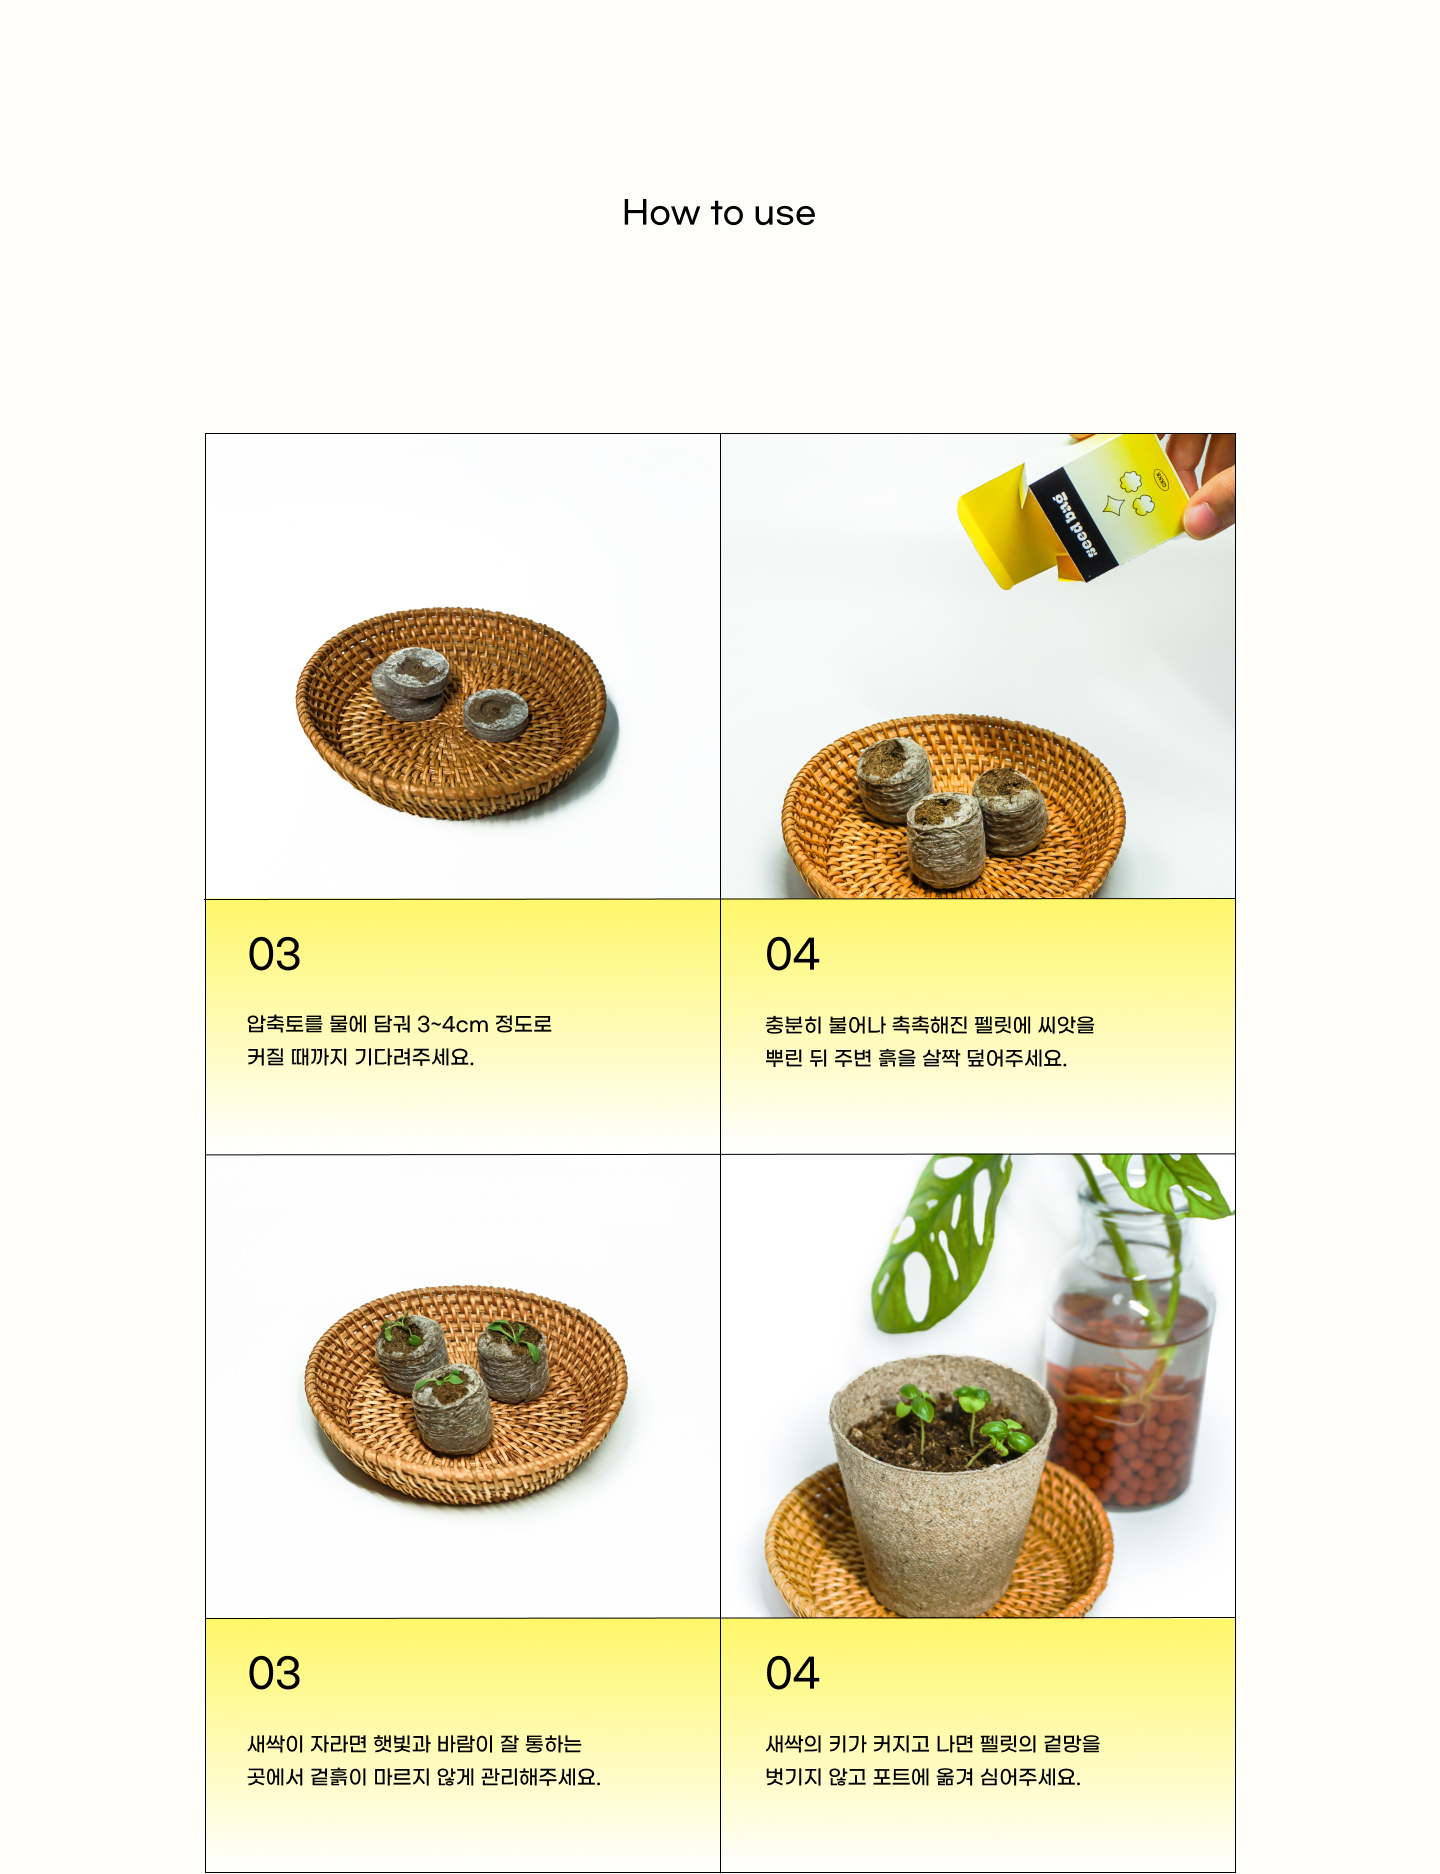 How to use
seed bag
03
압축토를 물에 담궈 3~4cm 정도로
커질 때까지 기다려주세요.
04
충분히 불어나 촉촉해진 펠릿에 씨앗을
뿌린 뒤 주변 흙을 살짝 덮어주세요.
03
새싹이 자라면 햇빛과 바람이 잘 통하는
곳에서 겉흙이 마르지 않게 관리해주세요.
04
새싹의 키가 커지고 나면 펠릿의 겉망을
벗기지 않고 포트에 옮겨 심어주세요.